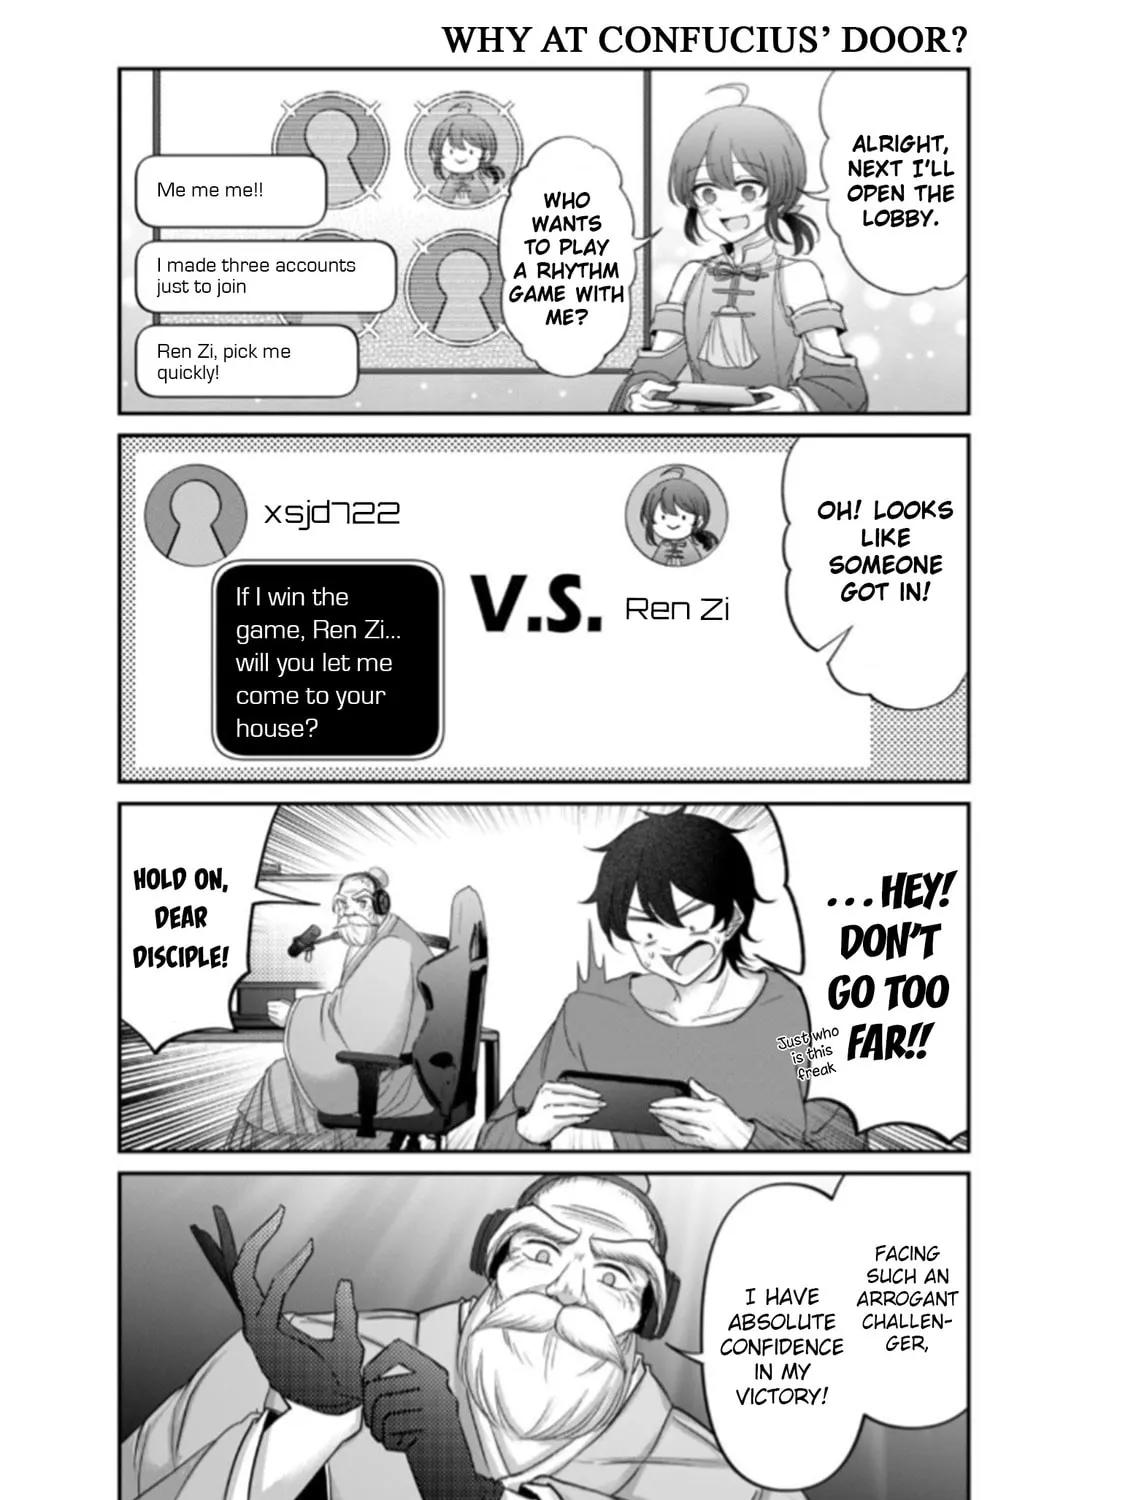 WHY AT CONFUCIUS' DOOR?
ALRIGHT,
NEXT I'LL
OPEN THE
LOBBY.
WHO
WANTS
TO PLAY
A RHYTHM
GAME WITH
ME?
Me me me!!
I made three accounts
just to join
Ren Zi, pick me
quickly!
OH! LOOKS
LIKE
SOMEONE
GOT IN!
xsjd722
If I win the
game, Ren Zi...
will you let me
come to your
house?
V.S.
Ren Zi
...HEY!
DON'T
GO TOO
FAR!!
Just who
is this
freak
HOLD ON,
DEAR
DISCIPLE!
FACING
SUCH AN
ARROGANT
CHALLEN-
GER,
I HAVE
ABSOLUTE
CONFIDENCE
IN MY
VICTORY!